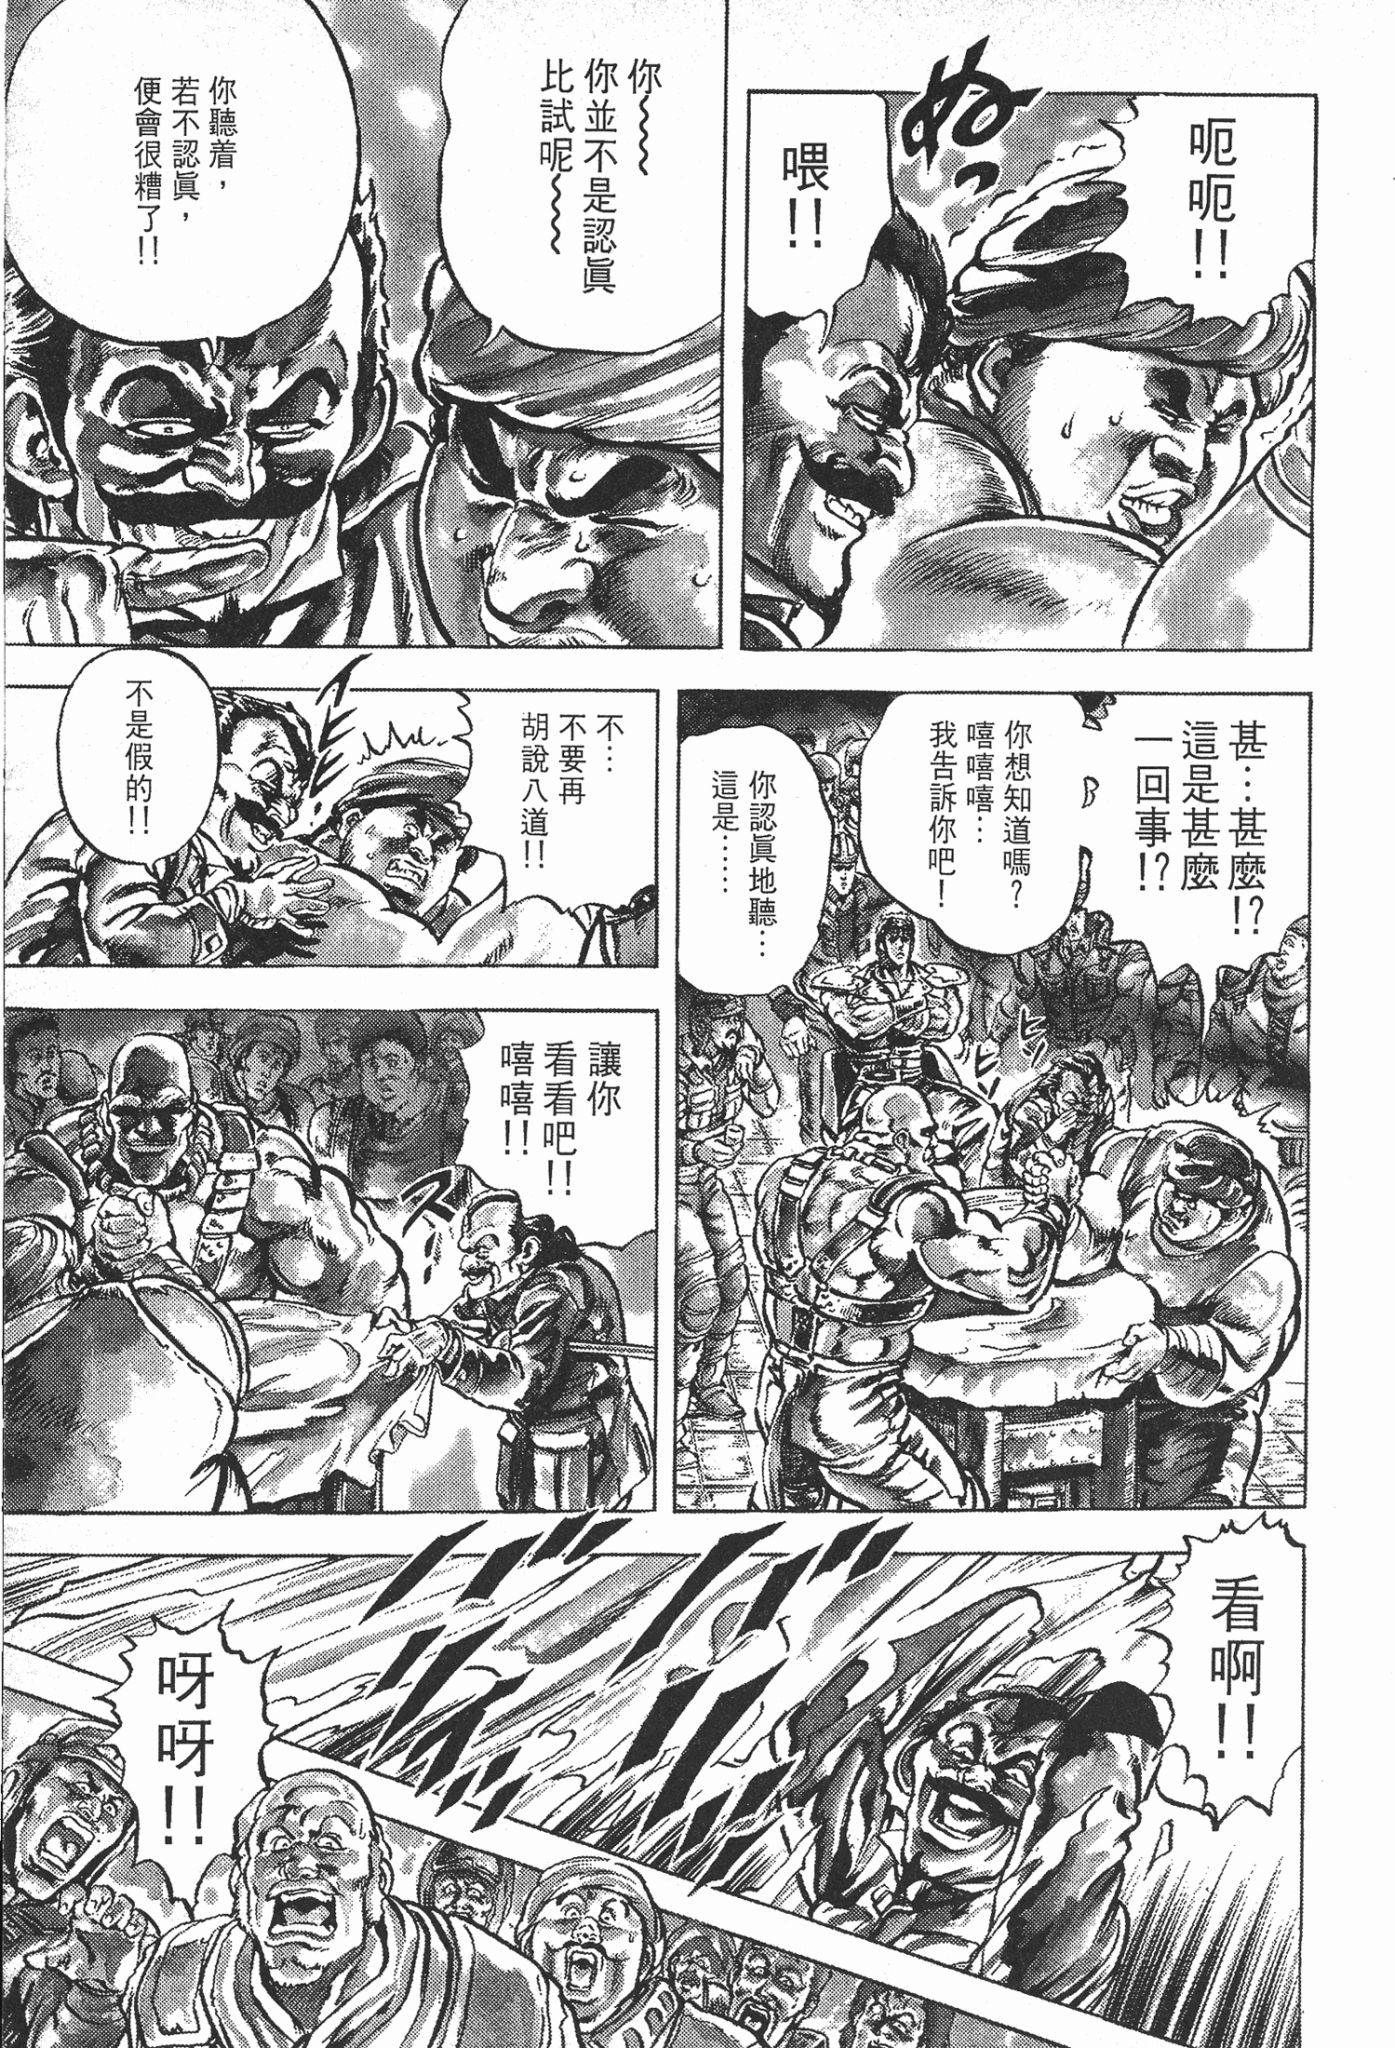 呃呃!!
ぬっ
喂!!
你～～
你並不是認眞
比試呢～～
你聽着，
若不認眞，
便會很糟了!!
甚…甚麼!?
這是甚麼
一回事!?
你想知道嗎？
嘻嘻嘻…
我告訴你吧！
你認眞地聽…
這是……
不…
不要再
胡說八道!!
不是假的!!
讓你
看看吧!!
嘻嘻!!
看啊!!
呀呀!!